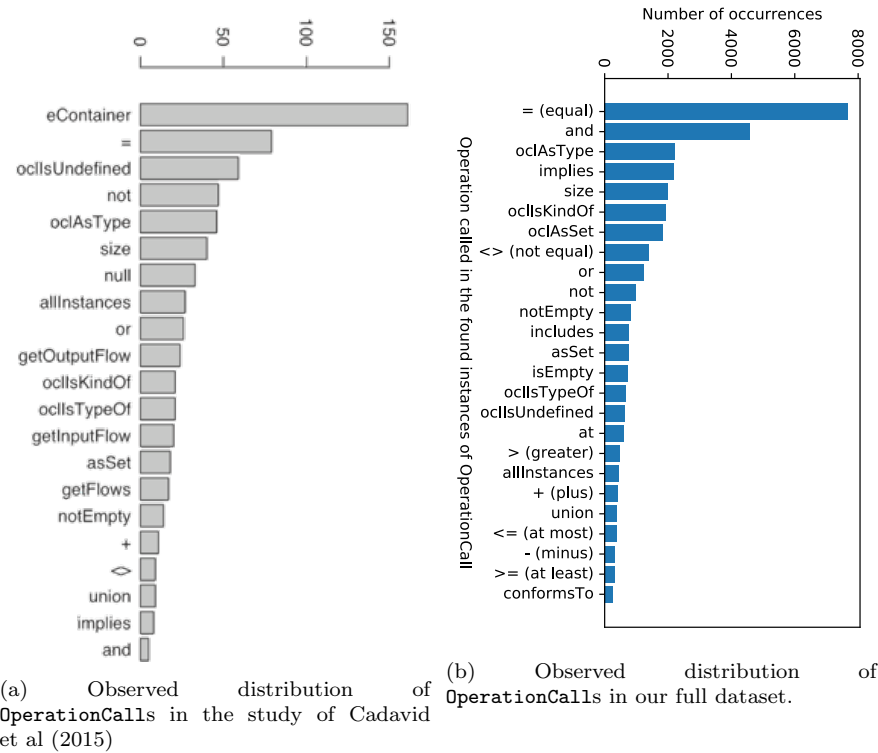 0 50 100 150
eContainer
=
oclIsUndefined
not
oclAsType
size
null
allInstances
or
getOutputFlow
oclIsKindOf
oclIsTypeOf
getInputFlow
asSet
getFlows
notEmpty
+
<>
union
implies
and
(a) Observed distribution of
OperationCalls in the study of Cadavid
et al (2015)
Number of occurrences
0 2000 4000 6000 8000
Operation called in the found instances of OperationCall
= (equal)
and
oclAsType
implies
size
oclIsKindOf
oclAsSet
<> (not equal)
or
not
notEmpty
includes
asSet
isEmpty
oclIsTypeOf
oclIsUndefined
at
> (greater)
allInstances
+ (plus)
union
<= (at most)
- (minus)
>= (at least)
conformsTo
(b) Observed distribution of
OperationCalls in our full dataset.